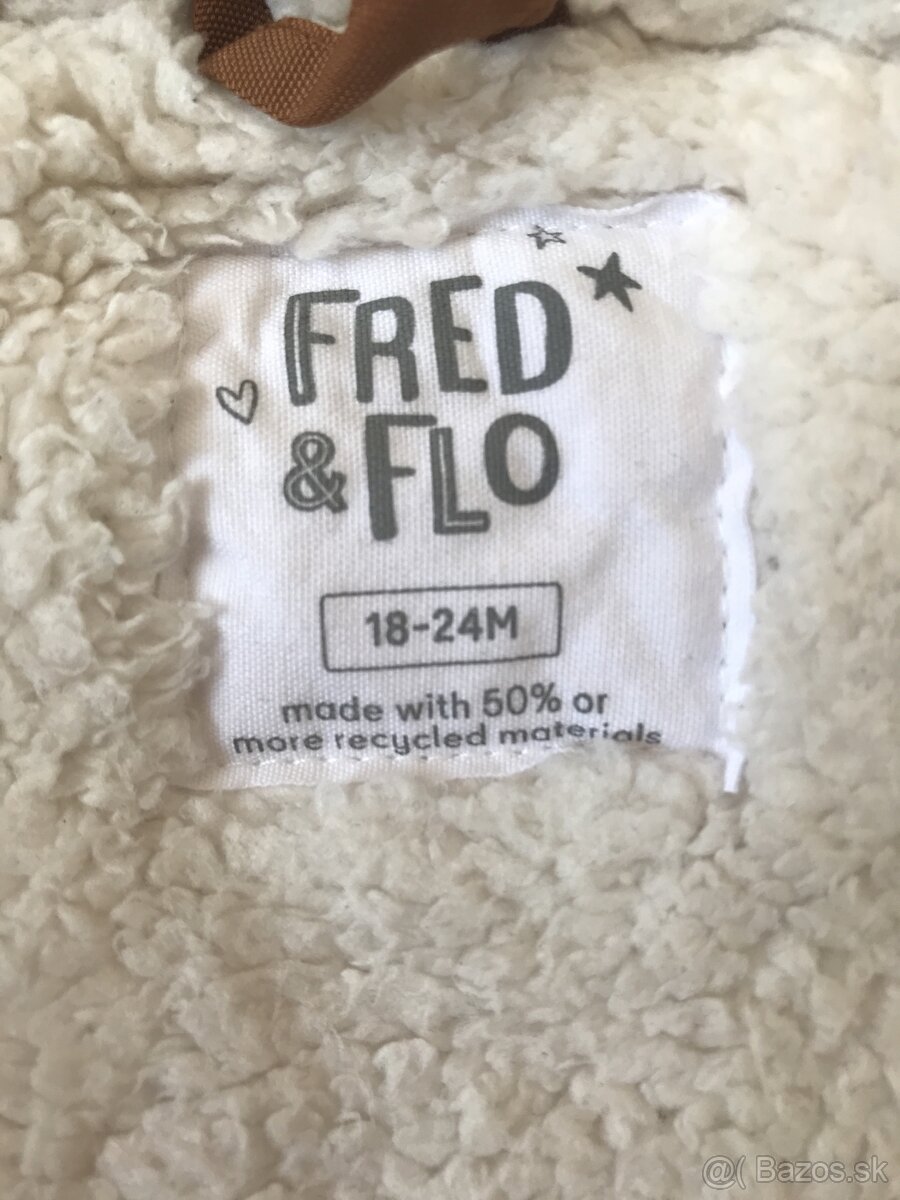 FRED
& FLO
18-24M
made with 50% or
more recycled materials
@( Bazos.sk